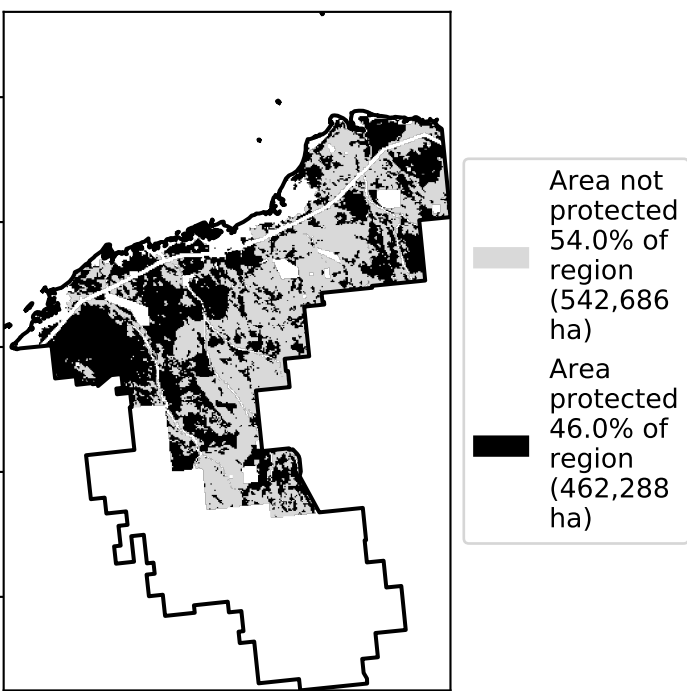 Area not
protected
54.0% of
region
(542,686
ha)
Area
protected
46.0% of
region
(462,288
ha)